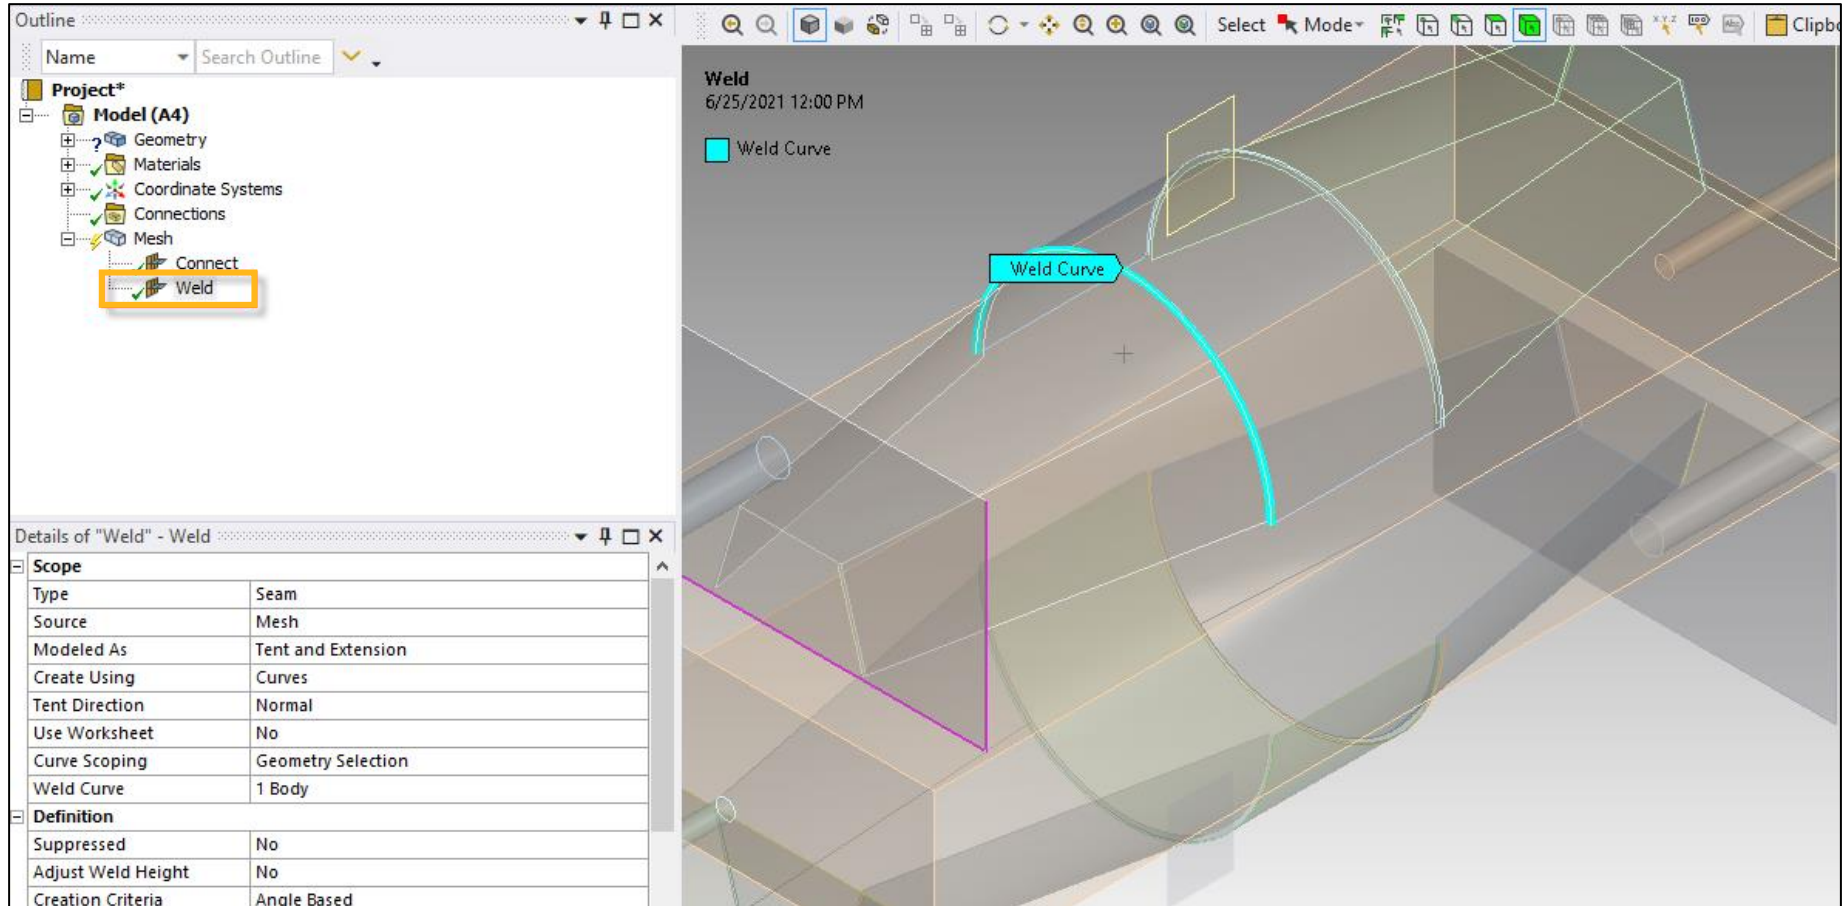 Outline
Name
Search Outline
Project*
Model (A4)
Geometry
Materials
Coordinate Systems
Connections
Mesh
Connect
Weld
Details of "Weld" - Weld
Scope
Type Seam
Source Mesh
Modeled As Tent and Extension
Create Using Curves
Tent Direction Normal
Use Worksheet No
Curve Scoping Geometry Selection
Weld Curve 1 Body
Definition
Suppressed No
Adjust Weld Height No
Creation Criteria Angle Based
Select Mode Clipbo
Weld
6/25/2021 12:00 PM
Weld Curve
Weld Curve